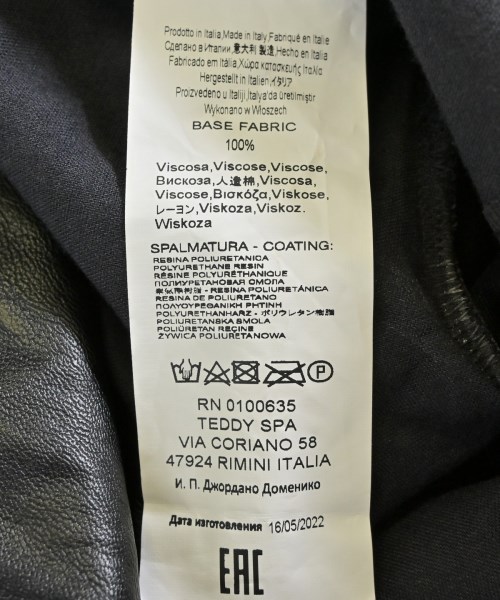 Prodotto in Italia,Made in Italy,Fabriqué en Italie
Сделано в Италии,意大利 製造,Hecho en Italia
Fabricado em Itália,Χώρα κατασκευής Ιταλία
Hergestellt in Italien,イタリア
Proizvedeno u Italiji,Italya'da üretilmiştir
Wykonano w Włoszech
BASE FABRIC
100%
Viscosa,Viscose,Viscose,
Вискоза,人造棉,Viscosa,
Viscose,Βισκόζα,Viskose,
レーヨン,Viskoza,Viskoz.
Wiskoza
SPALMATURA - COATING:
RESINA POLIURETANICA
POLYURETHANE RESIN
RÉSINE POLYURÉTHANIQUE
ПОЛИУРЕТАНОВАЯ
- RESINA POLIURETÁNICA
RESINA DE POLIURETANO
ΠΟΛΥΟΥΡΕΘΑΝΙΚΗ ΡΗΤΙΝΗ
POLYURETHANHARZ - ポリウレタン樹脂
POLIURETANSKA SMOLA
POLIÜRETAN REÇINE
ŻYWICA POLIURETANOWA
P
RN 0100635
TEDDY SPA
VIA CORIANO 58
47924 RIMINI ITALIA
И. П. Джордано Доменико
Дата изготовления 16/05/2022
EAC